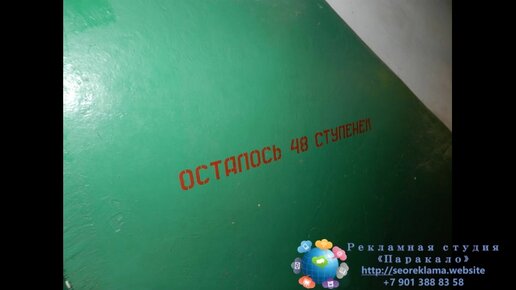 ОСТАЛОСЬ 48 СТУПЕНЕЙ
Рекламная студия
«Паракало»
http://seoreklama.website
+7 901 388 83 58